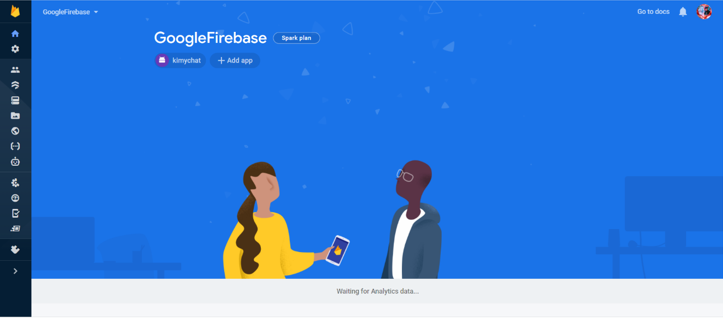 GoogleFirebase
Go to docs
GoogleFirebase Spark plan
kimychat
Add app
Waiting for Analytics data...